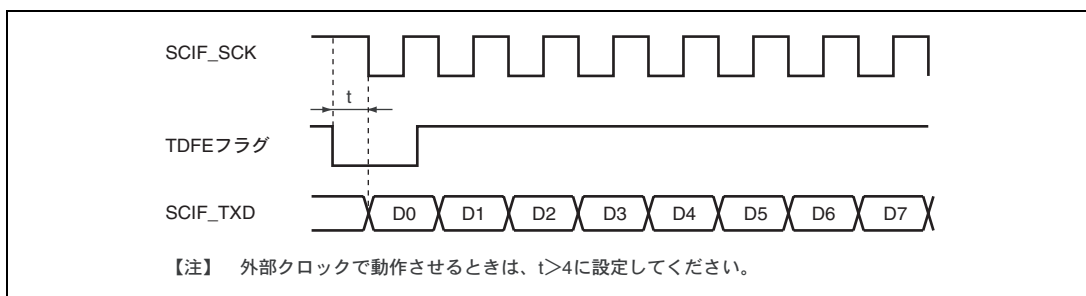 SCIF_SCK
t
TDFEフラグ
SCIF_TXD D0 D1 D2 D3 D4 D5 D6 D7
【注】 外部クロックで動作させるときは、t＞4に設定してください。